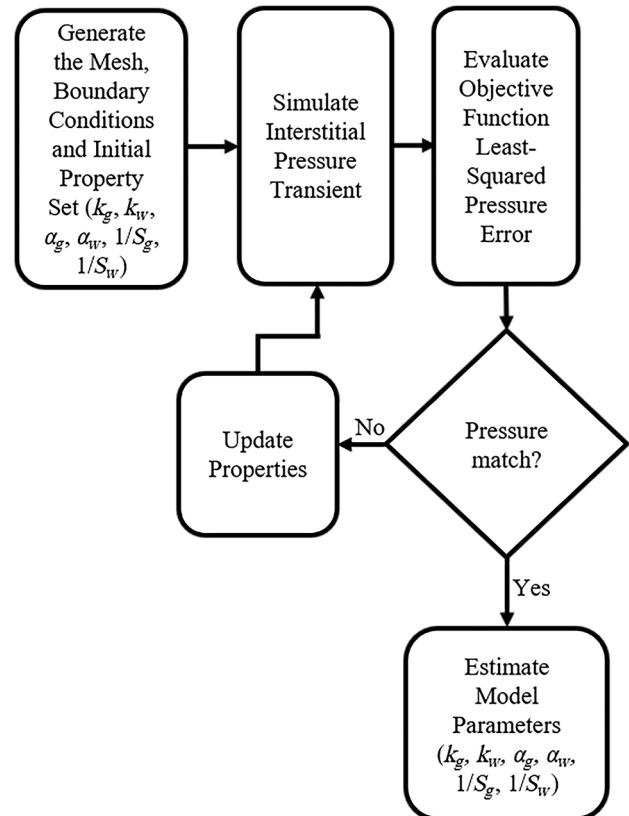 Generate
the Mesh,
Boundary
Conditions
and Initial
Property
Set (kg, kw,
αg, αw, 1/Sg,
1/Sw)
Simulate
Interstitial
Pressure
Transient
Evaluate
Objective
Function
Least-
Squared
Pressure
Error
Pressure
match?
No
Update
Properties
Yes
Estimate
Model
Parameters
(kg, kw, αg, αw,
1/Sg, 1/Sw)